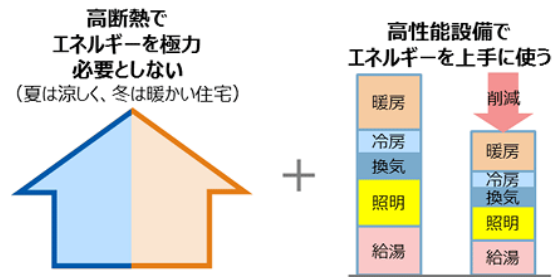 高断熱で
エネルギーを極力
必要としない
（夏は涼しく、冬は暖かい住宅）
+
高性能設備で
エネルギーを上手に使う
暖房
冷房
換気
照明
給湯
削減
暖房
冷房
換気
照明
給湯